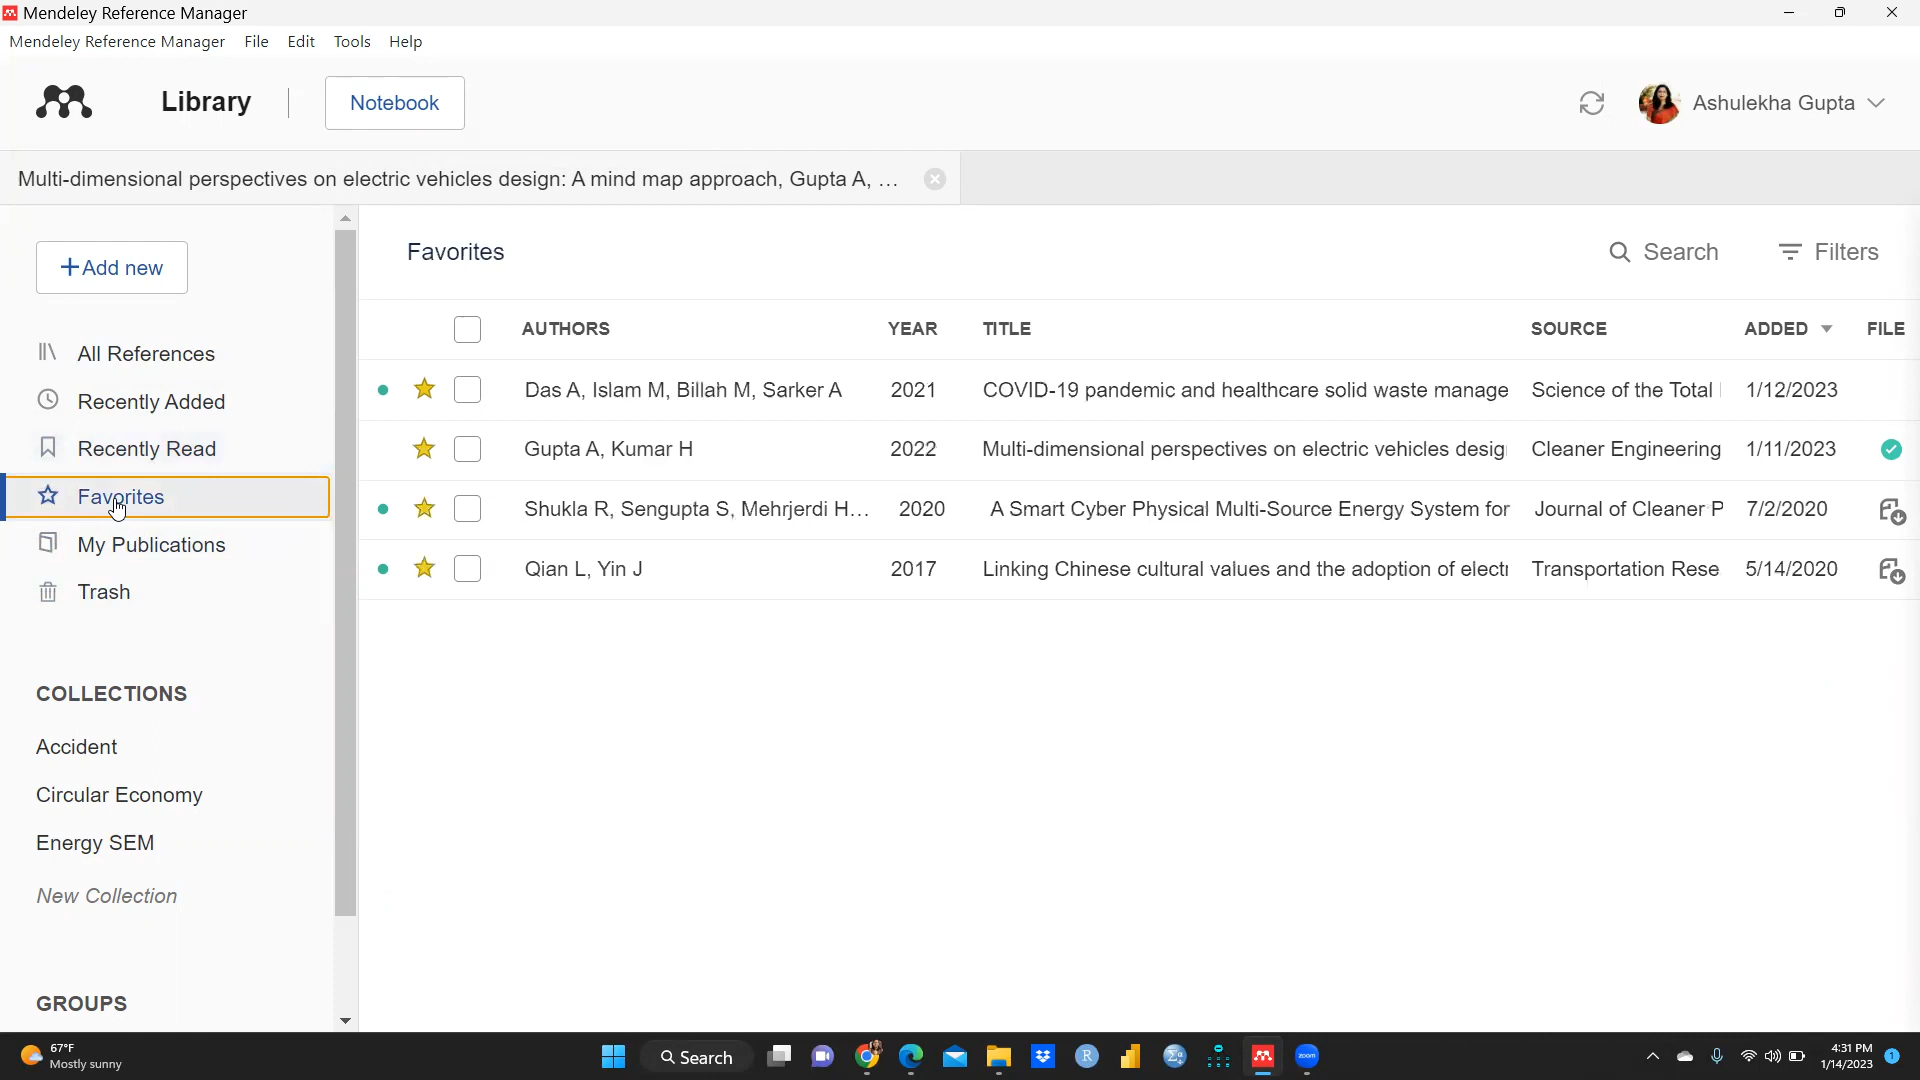 Mendeley Reference Manager
Mendeley Reference Manager File Edit Tools Help
Library Notebook Ashulekha Gupta
Multi-dimensional perspectives on electric vehicles design: A mind map approach, Gupta A, ...
+Add new
All References
Recently Added
Recently Read
Favorites
My Publications
Trash
COLLECTIONS
Accident
Circular Economy
Energy SEM
New Collection
GROUPS
Favorites Search Filters
AUTHORS YEAR TITLE SOURCE ADDED FILE
Das A, Islam M, Billah M, Sarker A 2021 COVID-19 pandemic and healthcare solid waste manage Science of the Total 1/12/2023
Gupta A, Kumar H 2022 Multi-dimensional perspectives on electric vehicles desig Cleaner Engineering 1/11/2023
Shukla R, Sengupta S, Mehrjerdi H... 2020 A Smart Cyber Physical Multi-Source Energy System for Journal of Cleaner P 7/2/2020
Qian L, Yin J 2017 Linking Chinese cultural values and the adoption of electr Transportation Rese 5/14/2020
67°F
Mostly sunny
Search
R
zoom
4:31 PM
1/14/2023
1